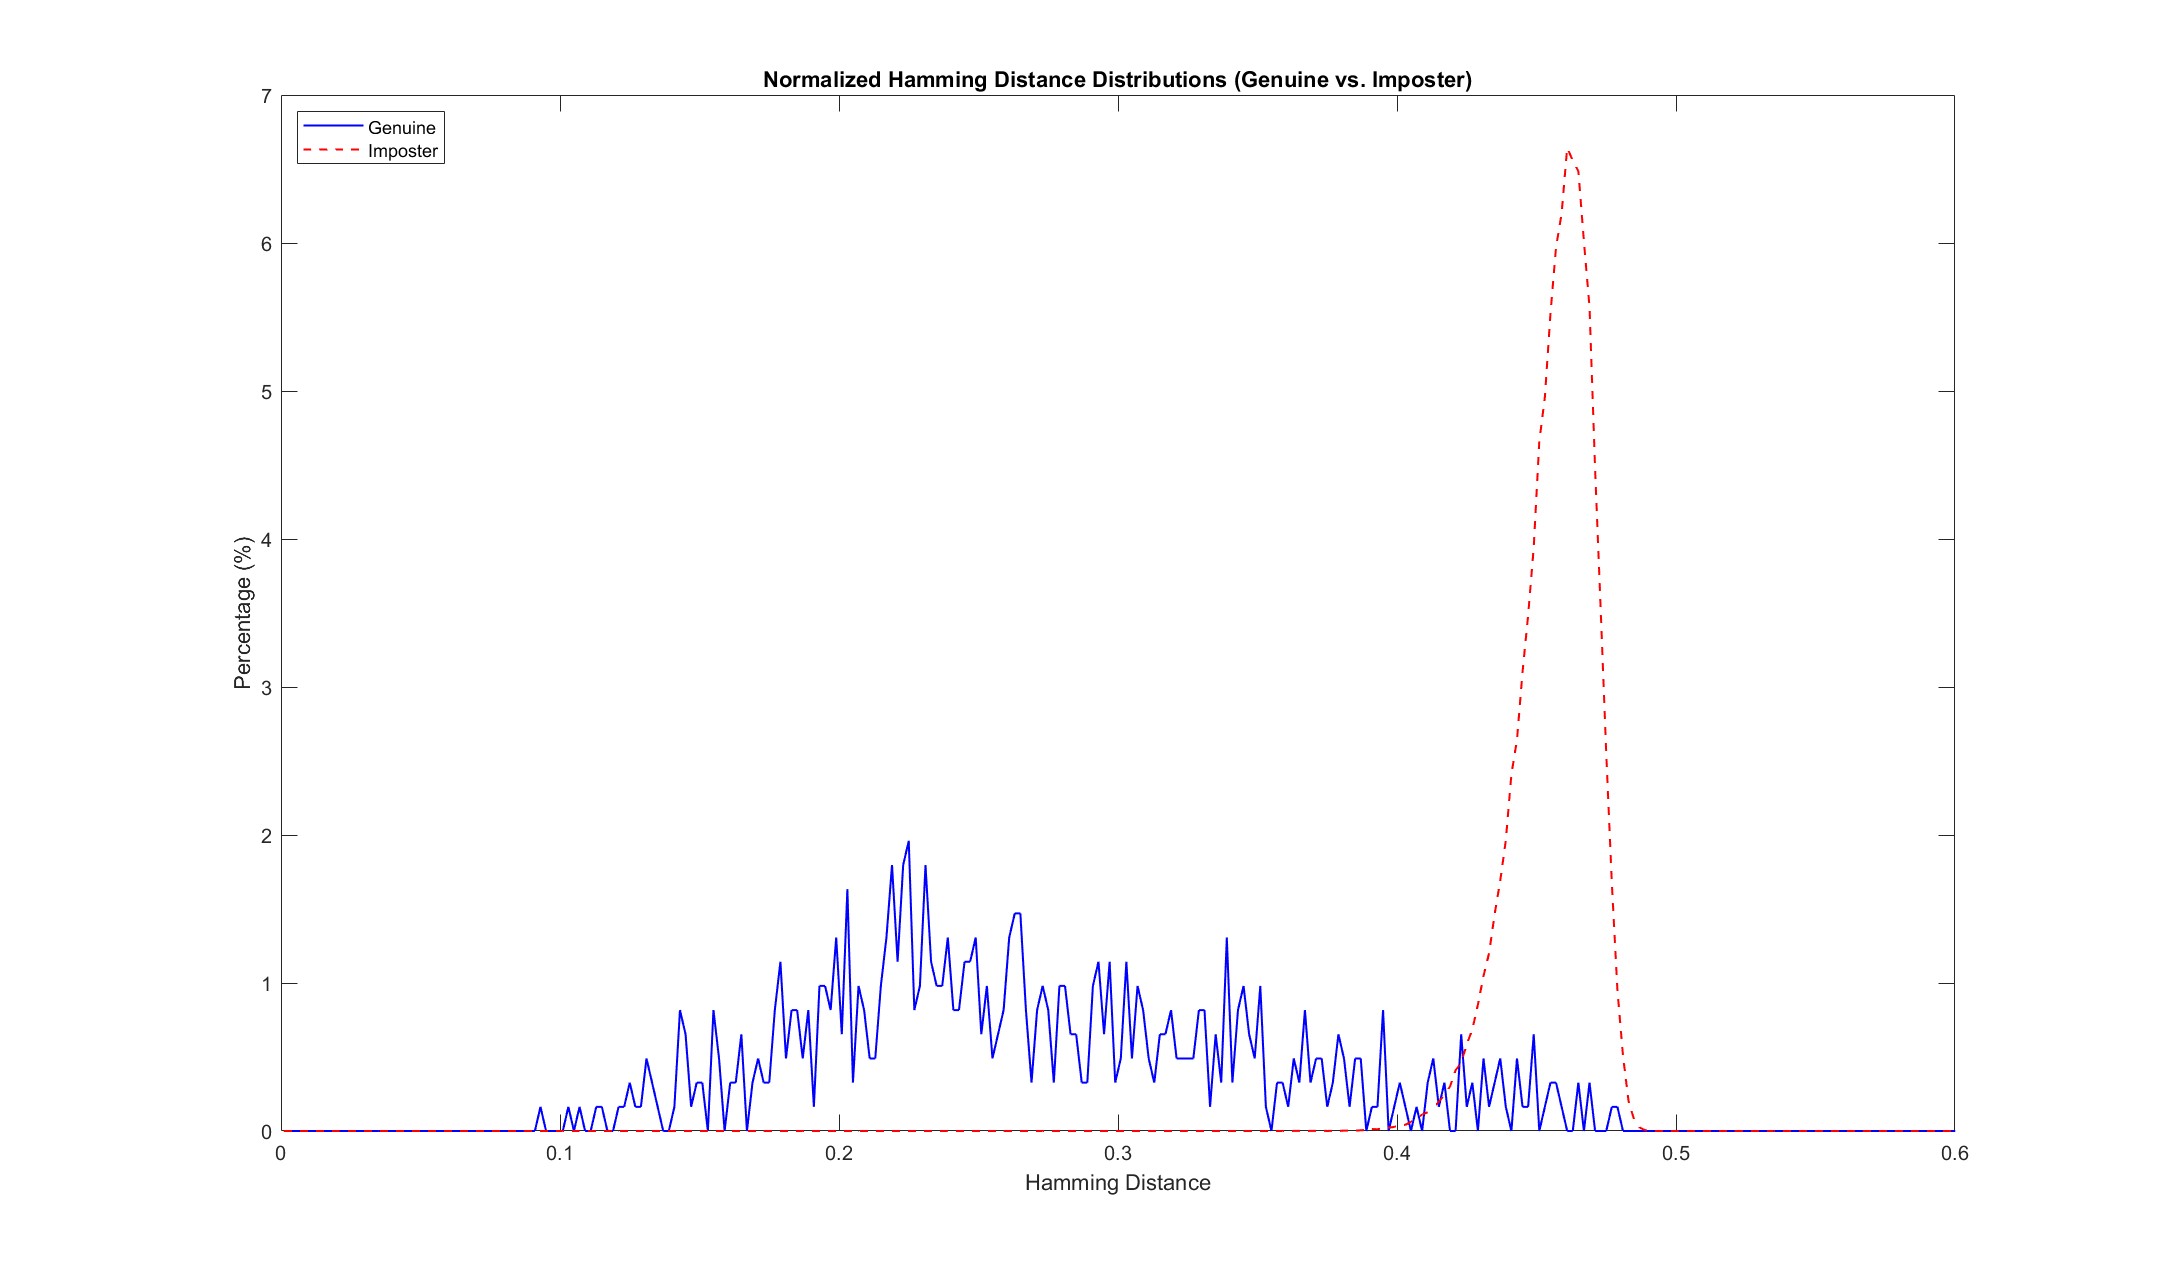 Normalized Hamming Distance Distributions (Genuine vs. Imposter)
Genuine
Imposter
7
6
5
4
3
2
1
0
Percentage (%)
0 0.1 0.2 0.3 0.4 0.5 0.6
Hamming Distance